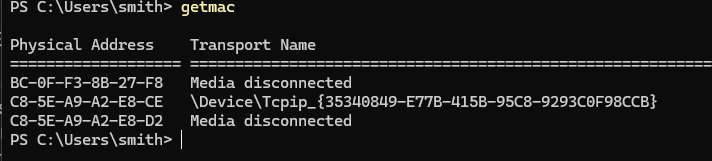 PS C:\Users\smith> getmac

Physical Address    Transport Name
=================== ==========================================================
BC-0F-F3-8B-27-F8   Media disconnected
C8-5E-A9-A2-E8-CE   \Device\Tcpip_{35340849-E77B-415B-95C8-9293C0F98CCB}
C8-5E-A9-A2-E8-D2   Media disconnected
PS C:\Users\smith>